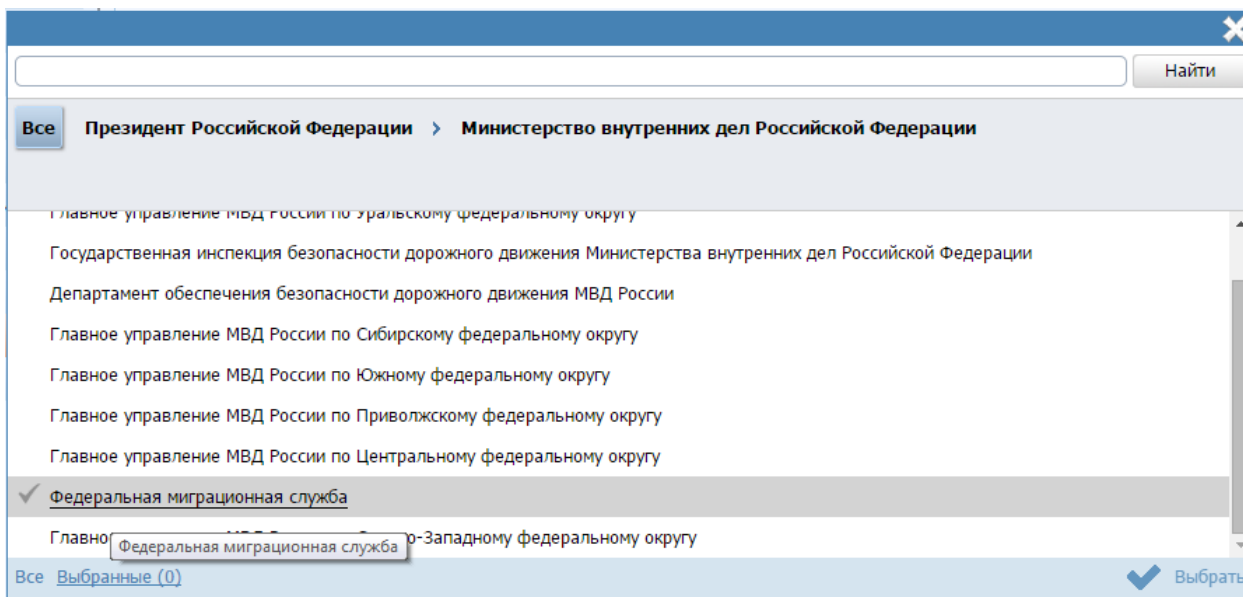 Найти
Все Президент Российской Федерации > Министерство внутренних дел Российской Федерации
Главное управление МВД России по Уральскому федеральному округу
Государственная инспекция безопасности дорожного движения Министерства внутренних дел Российской Федерации
Департамент обеспечения безопасности дорожного движения МВД России
Главное управление МВД России по Сибирскому федеральному округу
Главное управление МВД России по Южному федеральному округу
Главное управление МВД России по Приволжскому федеральному округу
Главное управление МВД России по Центральному федеральному округу
Федеральная миграционная служба
федеральному округу
Федеральная миграционная служба
Все Выбранные (0) Выбрать